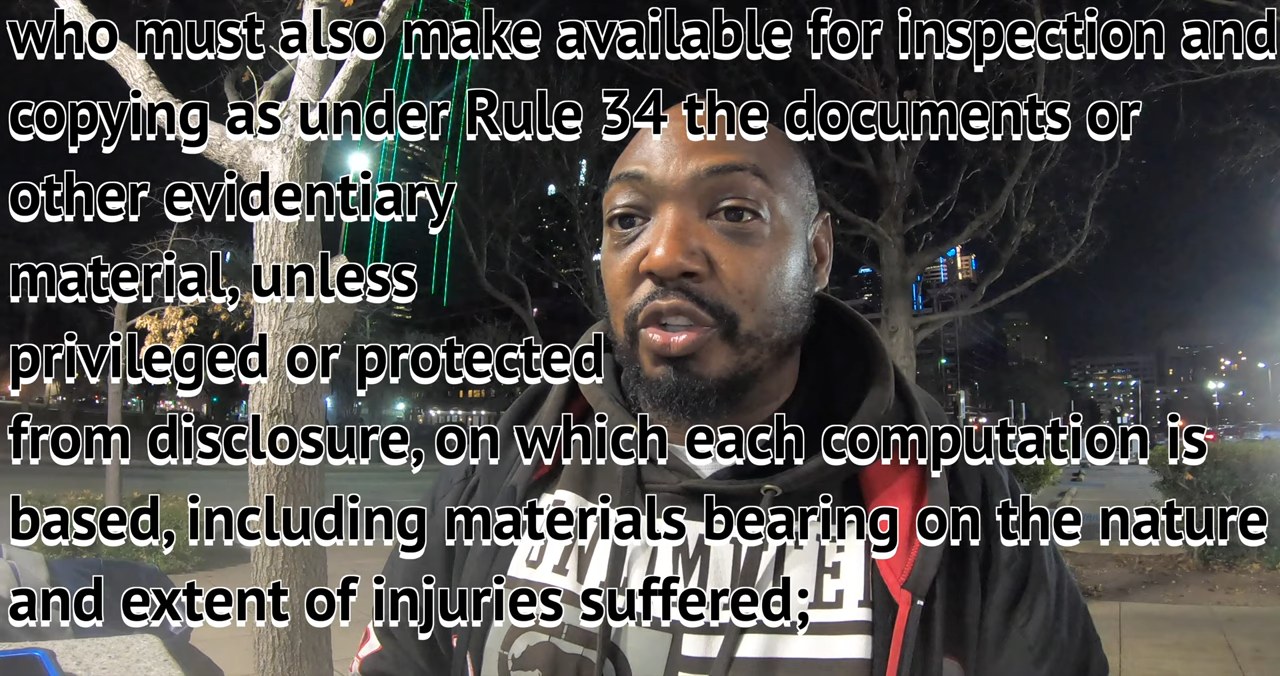 who must also make available for inspection and
copying as under Rule 34 the documents or
other evidentiary
material, unless
privileged or protected
from disclosure, on which each computation is
based, including materials bearing on the nature
and extent of injuries suffered;